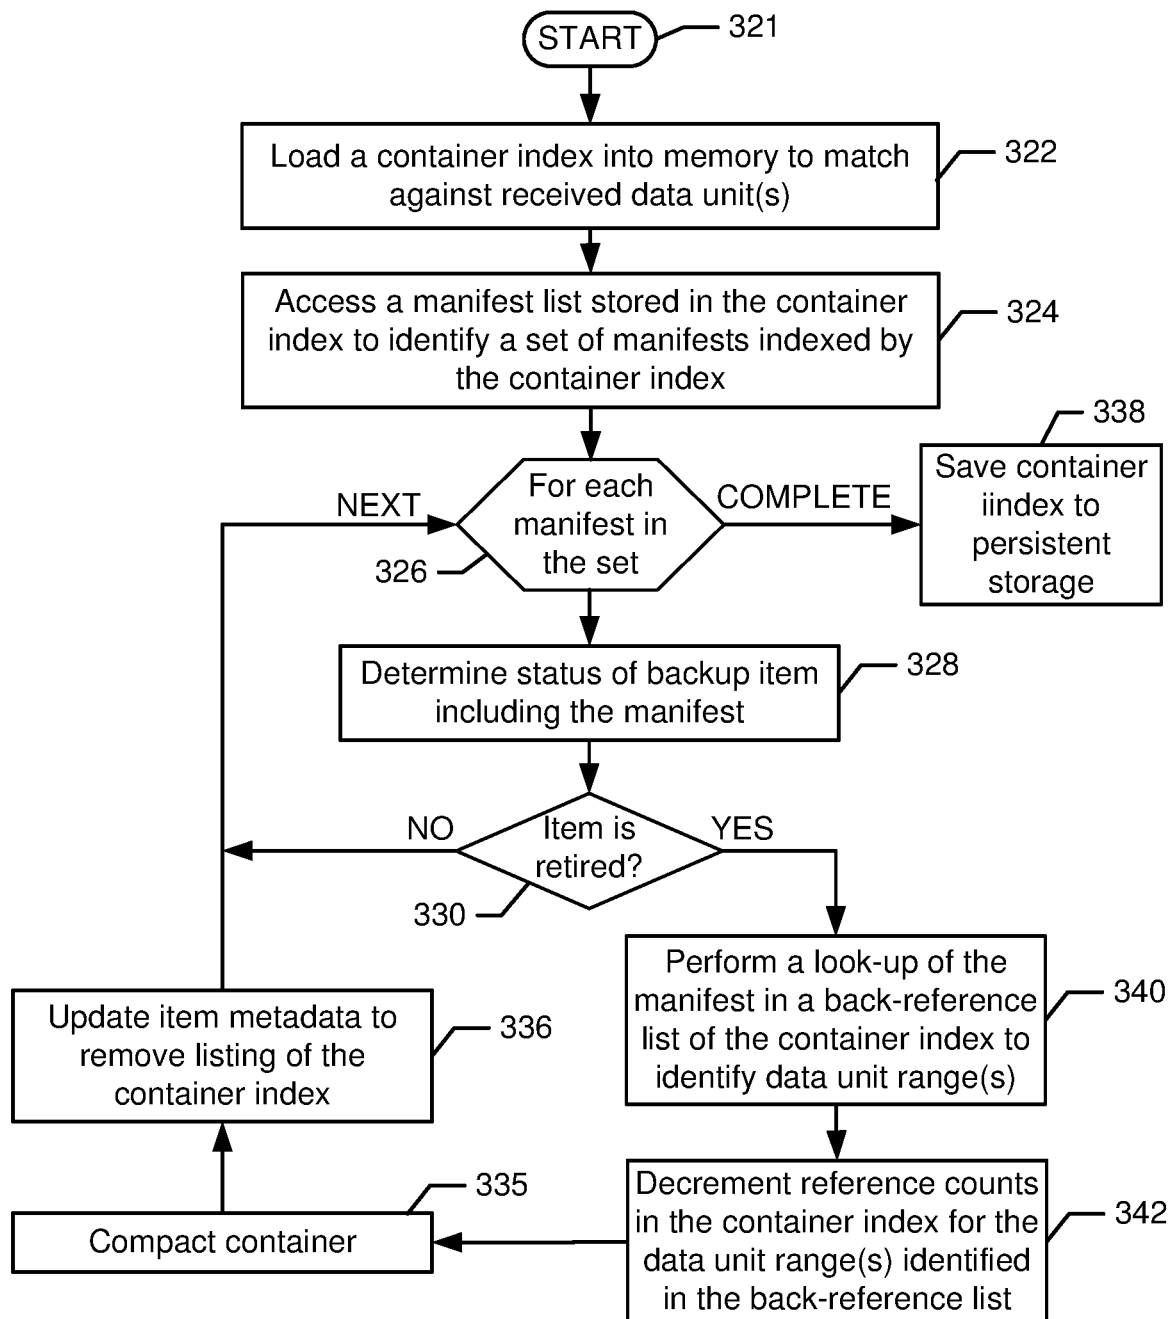 START
321
Load a container index into memory to match
against received data unit(s)
322
Access a manifest list stored in the container
index to identify a set of manifests indexed by
the container index
324
338
Save container
iindex to
persistent
storage
NEXT
For each
manifest in
the set
COMPLETE
326
Determine status of backup item
including the manifest
328
NO
Item is
retired?
YES
330
Perform a look-up of the
manifest in a back-reference
list of the container index to
identify data unit range(s)
340
Update item metadata to
remove listing of the
container index
336
Decrement reference counts
in the container index for the
data unit range(s) identified
in the back-reference list
342
335
Compact container